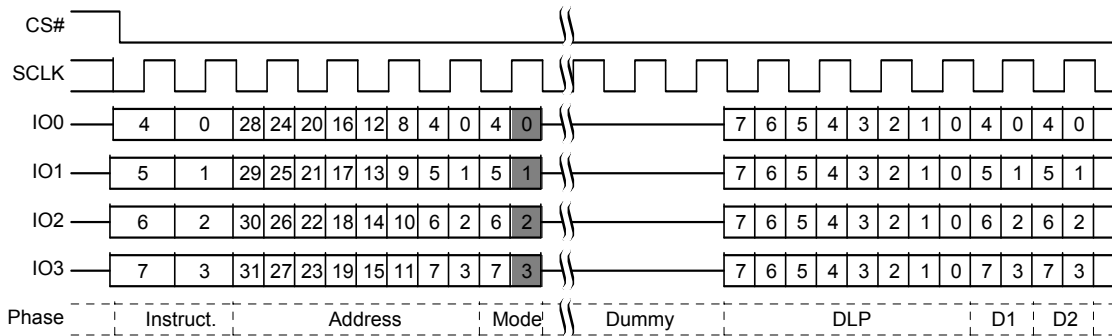 CS#
SCLK
IO0 4 0 28 24 20 16 12 8 4 0 4 0 7 6 5 4 3 2 1 0 4 0 4 0
IO1 5 1 29 25 21 17 13 9 5 1 5 1 7 6 5 4 3 2 1 0 5 1 5 1
IO2 6 2 30 26 22 18 14 10 6 2 6 2 7 6 5 4 3 2 1 0 6 2 6 2
IO3 7 3 31 27 23 19 15 11 7 3 7 3 7 6 5 4 3 2 1 0 7 3 7 3
Phase Instruct. Address Mode Dummy DLP D1 D2